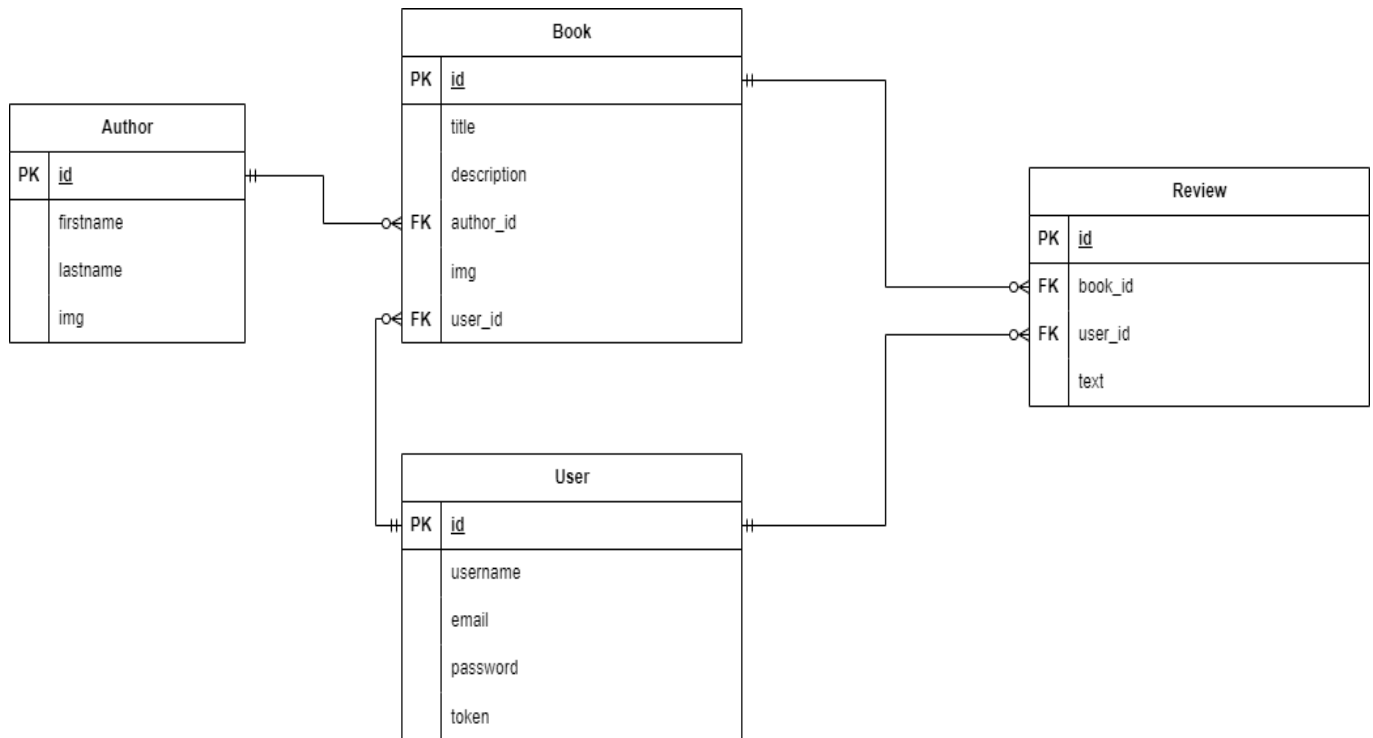 Book
PK id
title
description
FK author_id
img
FK user_id
Author
PK id
firstname
lastname
img
Review
PK id
FK book_id
FK user_id
text
User
PK id
username
email
password
token